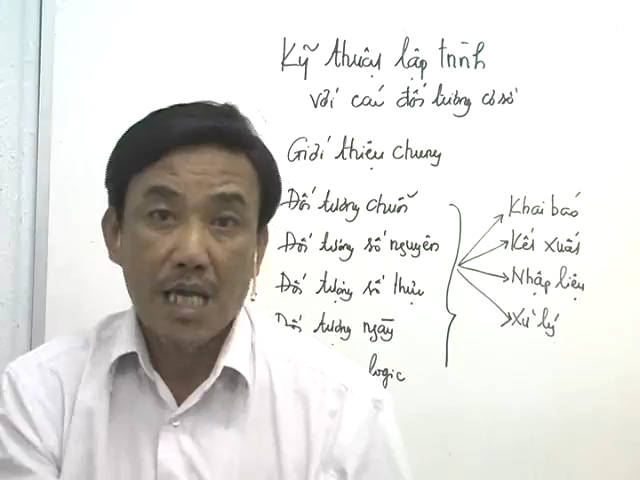 Kỹ thuật lập trình
với các đối tượng cơ sở
Giới thiệu chung
Đối tượng chuỗi
Đối tượng số nguyên
Đối tượng số thực
Đối tượng ngày
logic
Khai báo
Kết xuất
Nhập liệu
Xử lý